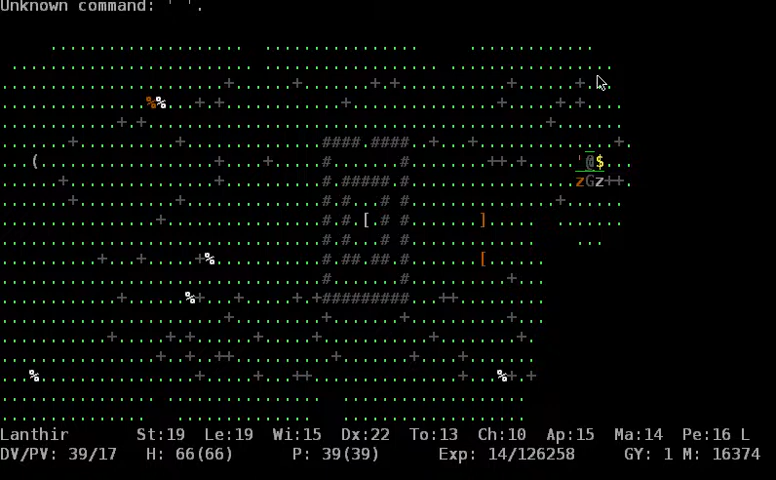 Unknown command: ' '.
Lanthir St:19 Le:19 Wi:15 Dx:22 To:13 Ch:10 Ap:15 Ma:14 Pe:16 L
DV/PV: 39/17 H: 66(66) P: 39(39) Exp: 14/126258 GY: 1 M: 16374